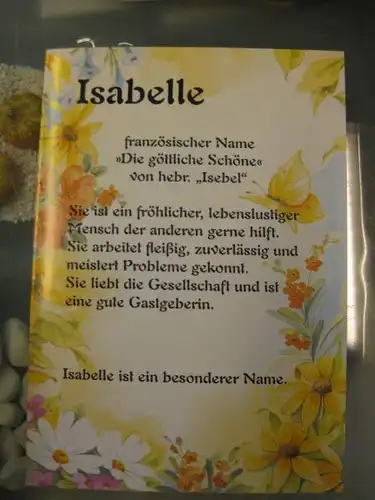 Isabelle
französischer Name
»Die göttliche Schöne«
von hebr. „Isebel“
Sie ist ein fröhlicher, lebenslustiger
Mensch der anderen gerne hilft.
Sie arbeitet fleißig, zuverlässig und
meistert Probleme gekonnt.
Sie liebt die Gesellschaft und ist
eine gute Gastgeberin.
Isabelle ist ein besonderer Name.